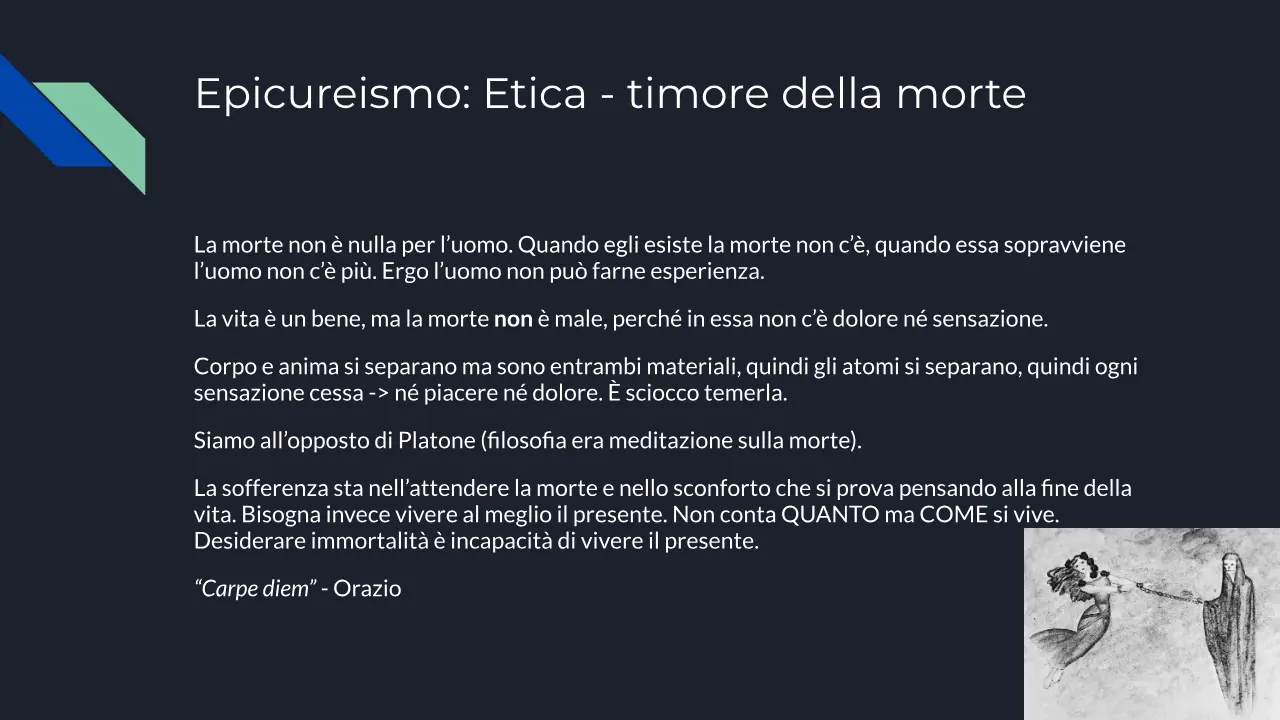 Epicureismo: Etica - timore della morte
La morte non è nulla per l’uomo. Quando egli esiste la morte non c’è, quando essa sopravviene
l’uomo non c’è più. Ergo l’uomo non può farne esperienza.
La vita è un bene, ma la morte non è male, perché in essa non c’è dolore né sensazione.
Corpo e anima si separano ma sono entrambi materiali, quindi gli atomi si separano, quindi ogni
sensazione cessa -> né piacere né dolore. È sciocco temerla.
Siamo all’opposto di Platone (filosofia era meditazione sulla morte).
La sofferenza sta nell’attendere la morte e nello sconforto che si prova pensando alla fine della
vita. Bisogna invece vivere al meglio il presente. Non conta QUANTO ma COME si vive.
Desiderare immortalità è incapacità di vivere il presente.
“Carpe diem” - Orazio